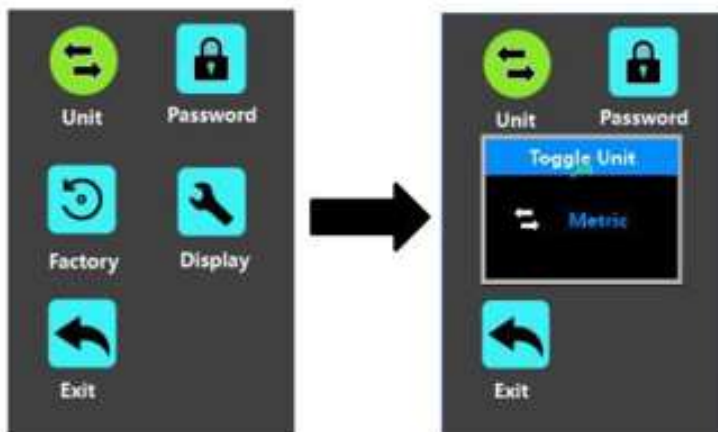 Unit Password
Factory Display
Exit
Unit Password
Toggle Unit
Metric
Exit